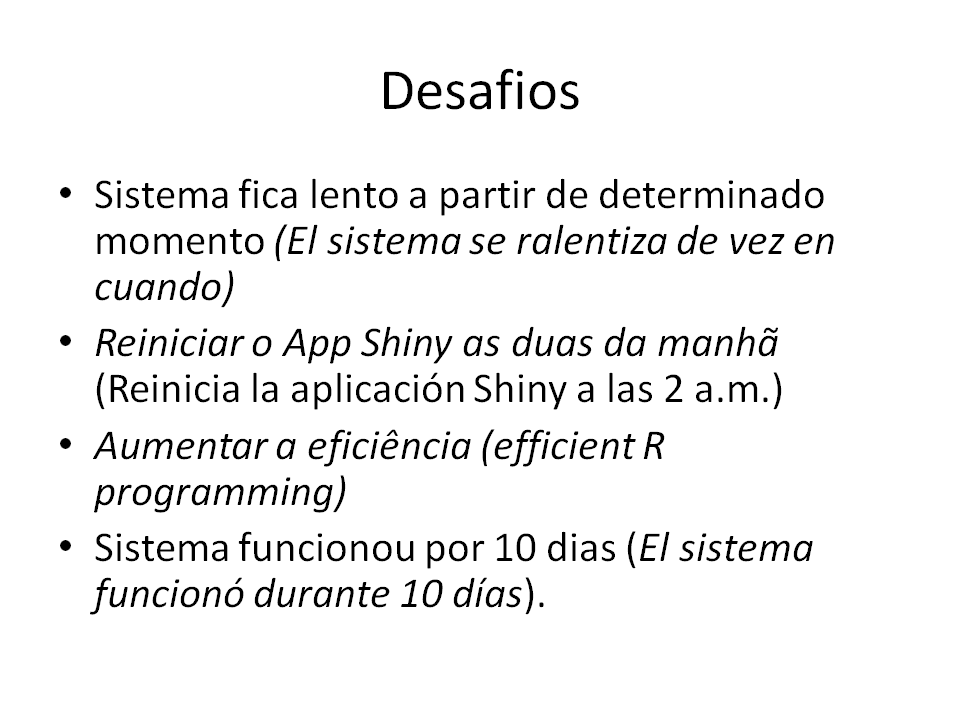 Desafios
• Sistema fica lento a partir de determinado
momento (El sistema se ralentiza de vez en
cuando)
• Reiniciar o App Shiny as duas da manhã
(Reinicia la aplicación Shiny a las 2 a.m.)
• Aumentar a eficiência (efficient R
programming)
• Sistema funcionou por 10 dias (El sistema
funcionó durante 10 días).